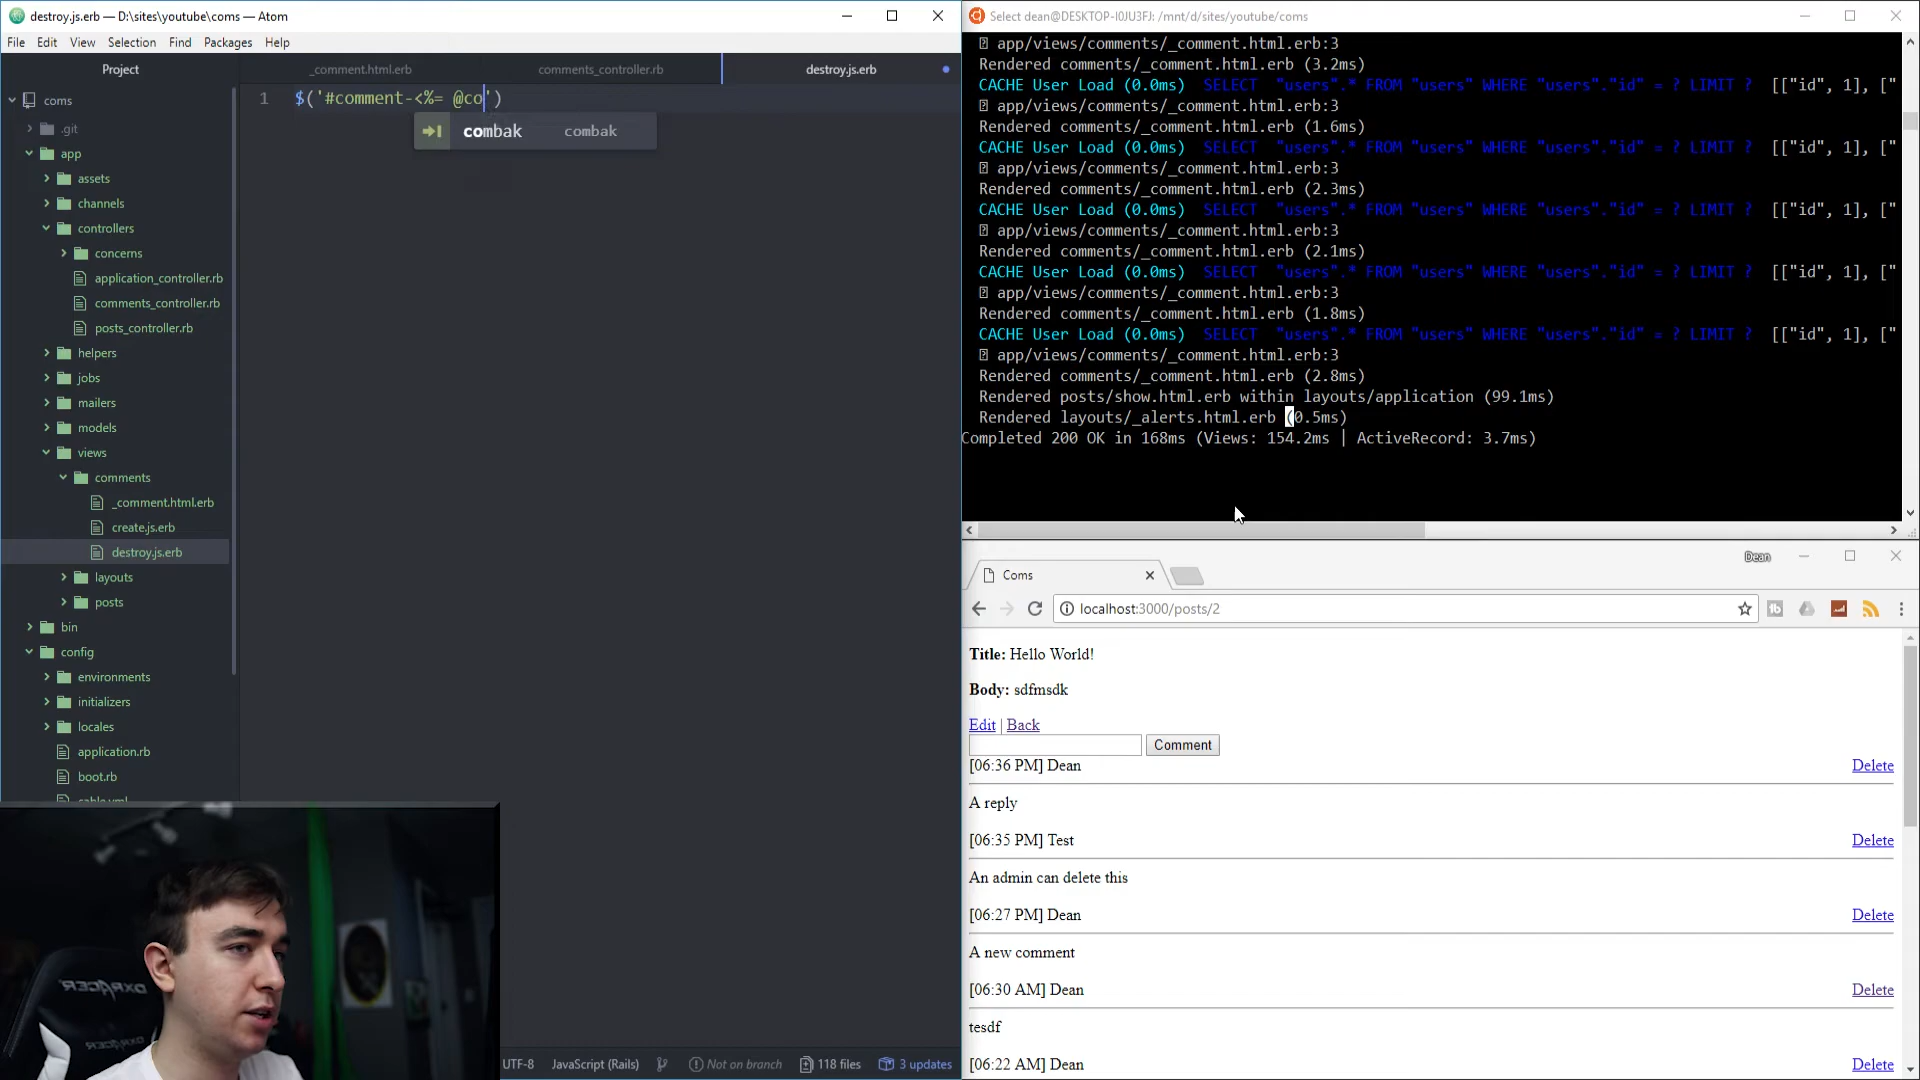 destroy.js.erb — D:\sites\youtube\coms — Atom
File Edit View Selection Find Packages Help
Project
_comment.html.erb
comments_controller.rb
destroy.js.erb
coms
.git
app
assets
channels
controllers
concerns
application_controller.rb
comments_controller.rb
posts_controller.rb
helpers
jobs
mailers
models
views
comments
_comment.html.erb
create.js.erb
destroy.js.erb
layouts
posts
bin
config
environments
initializers
locales
application.rb
boot.rb
1 $('#comment-<%= @co')
combak combak
UTF-8 JavaScript (Rails) Not on branch 118 files 3 updates
DXRACER
Select dean@DESKTOP-I0JU3FJ: /mnt/d/sites/youtube/coms
app/views/comments/_comment.html.erb:3
Rendered comments/_comment.html.erb (3.2ms)
CACHE User Load (0.0ms) SELECT "users".* FROM "users" WHERE "users"."id" = ? LIMIT ? [["id", 1], ["
app/views/comments/_comment.html.erb:3
Rendered comments/_comment.html.erb (1.6ms)
CACHE User Load (0.0ms) SELECT "users".* FROM "users" WHERE "users"."id" = ? LIMIT ? [["id", 1], ["
app/views/comments/_comment.html.erb:3
Rendered comments/_comment.html.erb (2.3ms)
CACHE User Load (0.0ms) SELECT "users".* FROM "users" WHERE "users"."id" = ? LIMIT ? [["id", 1], ["
app/views/comments/_comment.html.erb:3
Rendered comments/_comment.html.erb (2.1ms)
CACHE User Load (0.0ms) SELECT "users".* FROM "users" WHERE "users"."id" = ? LIMIT ? [["id", 1], ["
app/views/comments/_comment.html.erb:3
Rendered comments/_comment.html.erb (1.8ms)
CACHE User Load (0.0ms) SELECT "users".* FROM "users" WHERE "users"."id" = ? LIMIT ? [["id", 1], ["
app/views/comments/_comment.html.erb:3
Rendered comments/_comment.html.erb (2.8ms)
Rendered posts/show.html.erb within layouts/application (99.1ms)
Rendered layouts/_alerts.html.erb (0.5ms)
Completed 200 OK in 168ms (Views: 154.2ms | ActiveRecord: 3.7ms)
Dean
Coms
localhost:3000/posts/2
Title: Hello World!
Body: sdfmsdk
Edit | Back
Comment
[06:36 PM] Dean Delete
A reply
[06:35 PM] Test Delete
An admin can delete this
[06:27 PM] Dean Delete
A new comment
[06:30 AM] Dean Delete
tesdf
[06:22 AM] Dean Delete